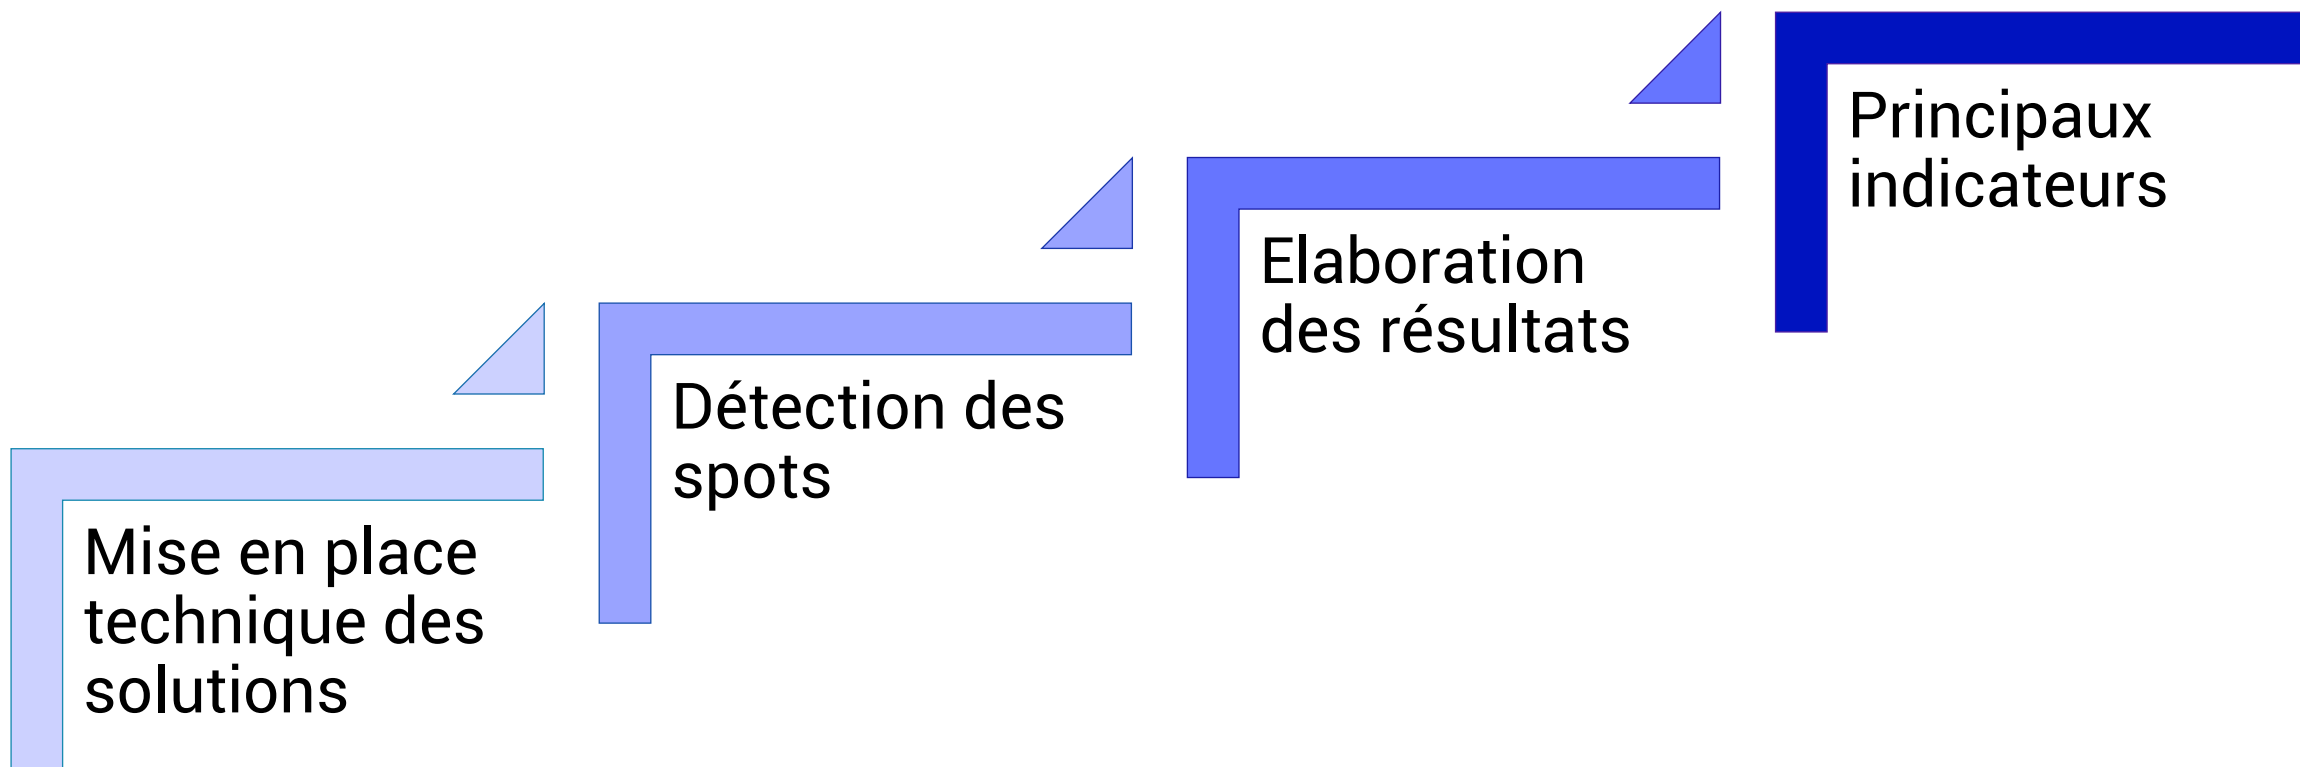 Mise en place
technique des
solutions
Détection des
spots
Elaboration
des résultats
Principaux
indicateurs